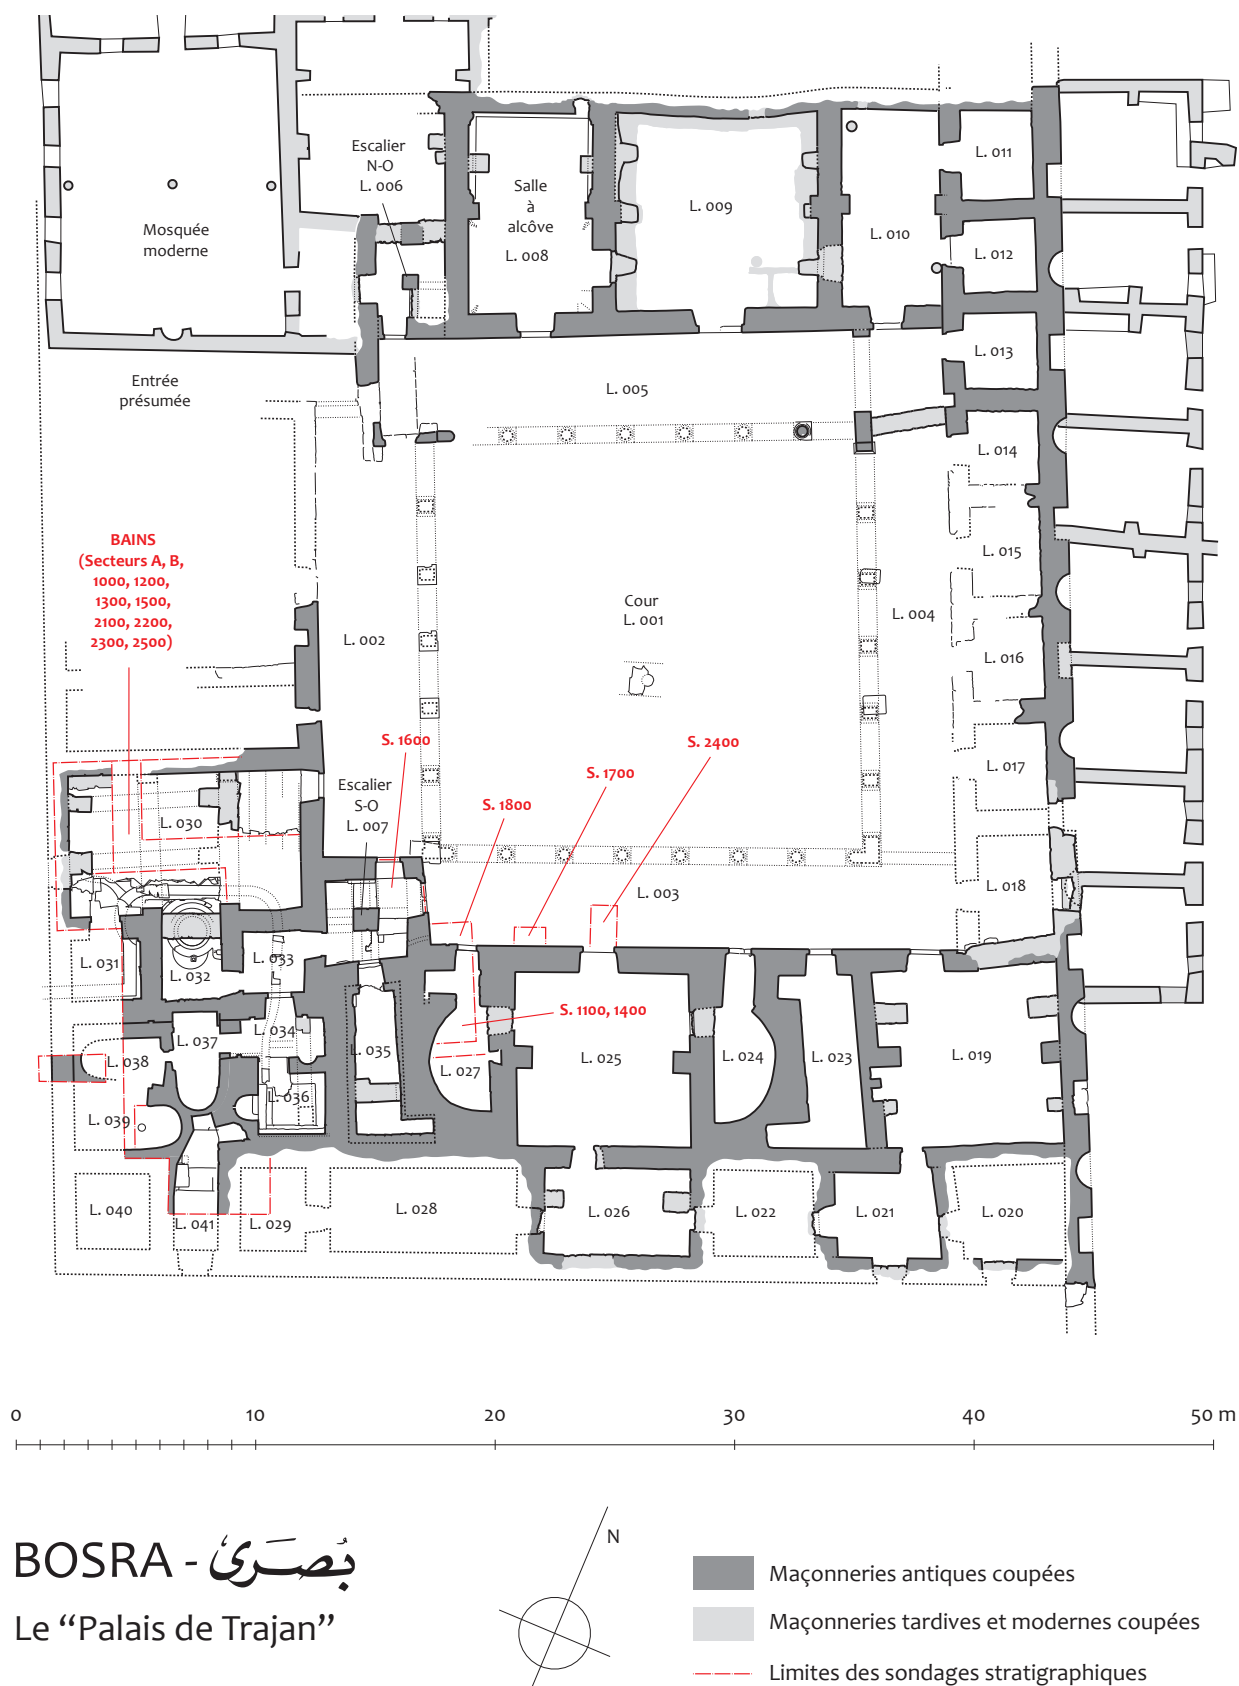 Escalier
N-O
L. 006
Salle
à
alcôve
L. 008
L. 009
L. 010
L. 011
L. 012
L. 013
Mosquée
moderne
Entrée
présumée
L. 005
L. 014
L. 015
L. 016
L. 017
L. 018
BAINS
(Secteurs A, B,
1000, 1200,
1300, 1500,
2100, 2200,
2300, 2500)
L. 002
Cour
L. 001
L. 004
S. 1600
S. 2400
S. 1700
S. 1800
Escalier
S-O
L. 007
L. 030
L. 003
L. 031
L. 032
L. 033
L. 034
L. 035
L. 036
L. 037
L. 038
L. 039
S. 1100, 1400
L. 027
L. 025
L. 024
L. 023
L. 019
L. 040
L. 041
L. 029
L. 028
L. 026
L. 022
L. 021
L. 020
0 10 20 30 40 50 m
BOSRA - بُصَرىٰ
Le “Palais de Trajan”
N
Maçonneries antiques coupées
Maçonneries tardives et modernes coupées
Limites des sondages stratigraphiques